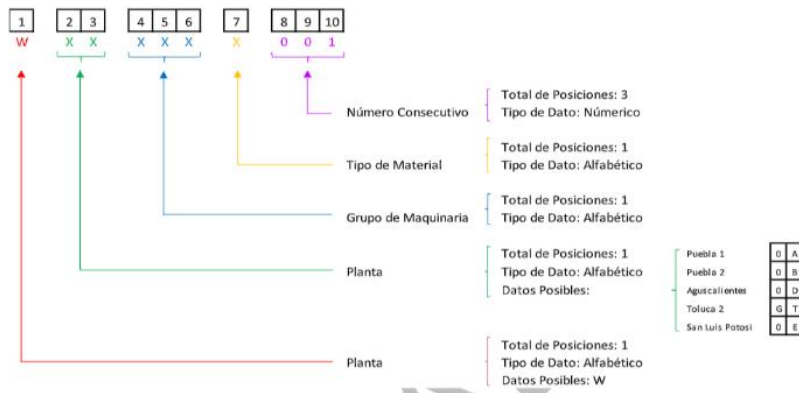 1 2 3 4 5 6 7 8 9 10
W X X X X X X 0 0 1
Total de Posiciones: 3
Número Consecutivo Tipo de Dato: Númerico
Total de Posiciones: 1
Tipo de Material Tipo de Dato: Alfabético
Total de Posiciones: 1
Grupo de Maquinaria Tipo de Dato: Alfabético
Total de Posiciones: 1
Planta Tipo de Dato: Alfabético
Datos Posibles:
Puebla 1 0 A
Puebla 2 0 B
Aguscalientes 0 D
Toluca 2 G T
San Luis Potosí 0 E
Total de Posiciones: 1
Planta Tipo de Dato: Alfabético
Datos Posibles: W